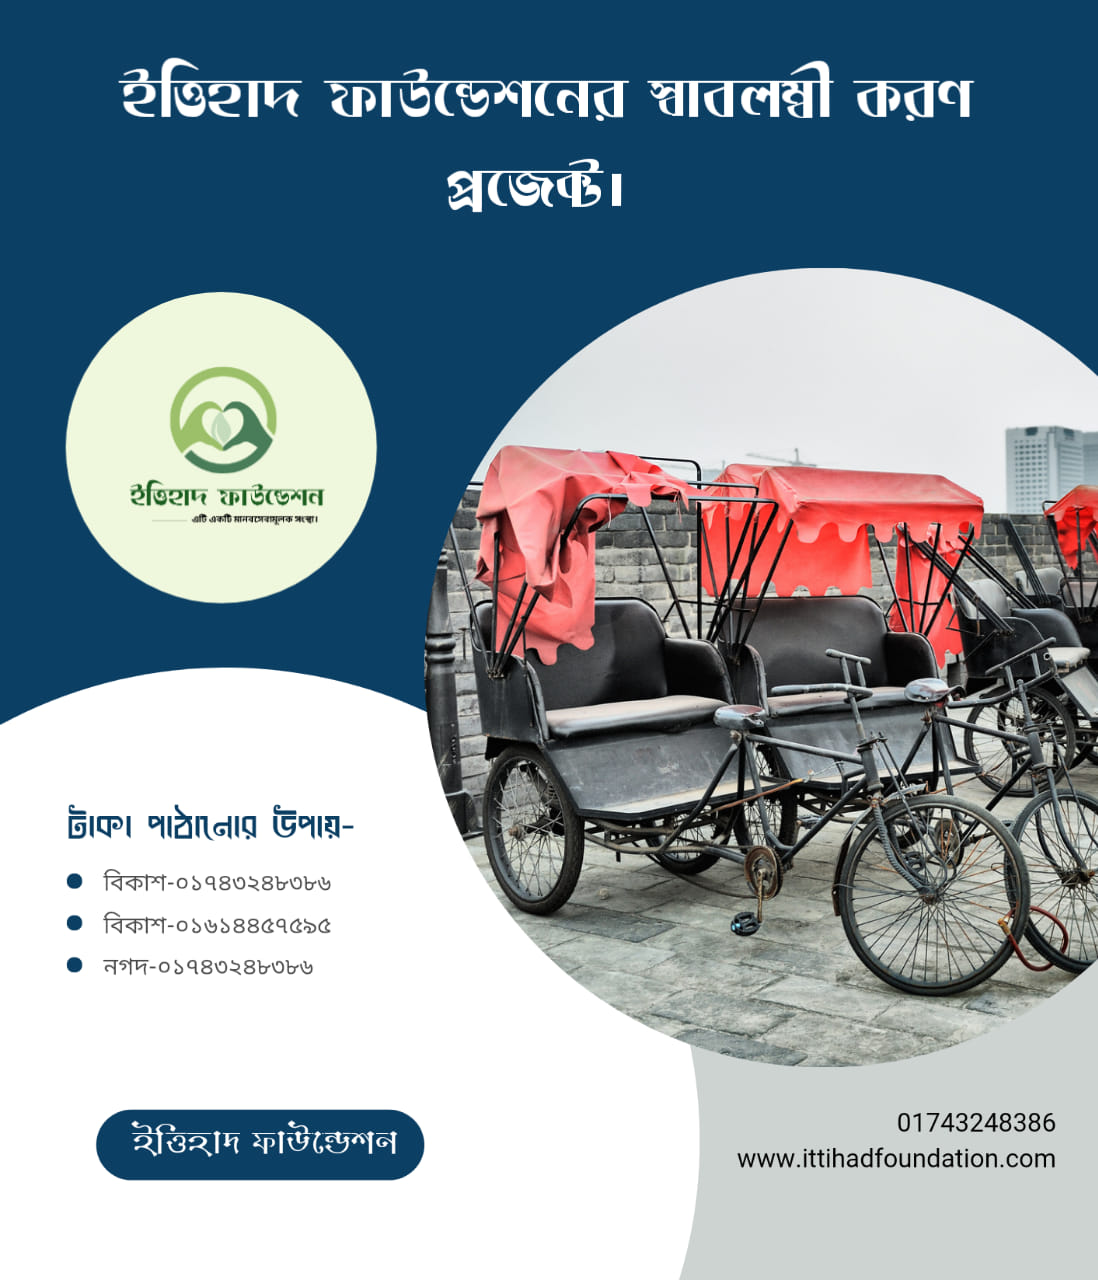 ইত্তিহাদ ফাউন্ডেশনের স্বাবলম্বী করণ
প্রজেক্ট।
ইত্তিহাদ ফাউন্ডেশন
এটি একটি মানবসেবামূলক সংস্থা।
টাকা পাঠানোর উপায়-
বিকাশ-০১৭৪৩২৪৮৩৮৬
বিকাশ-০১৬১৪৪৫৭৫৯৫
নগদ-০১৭৪৩২৪৮৩৮৬
ইত্তিহাদ ফাউন্ডেশন
01743248386
www.ittihadfoundation.com